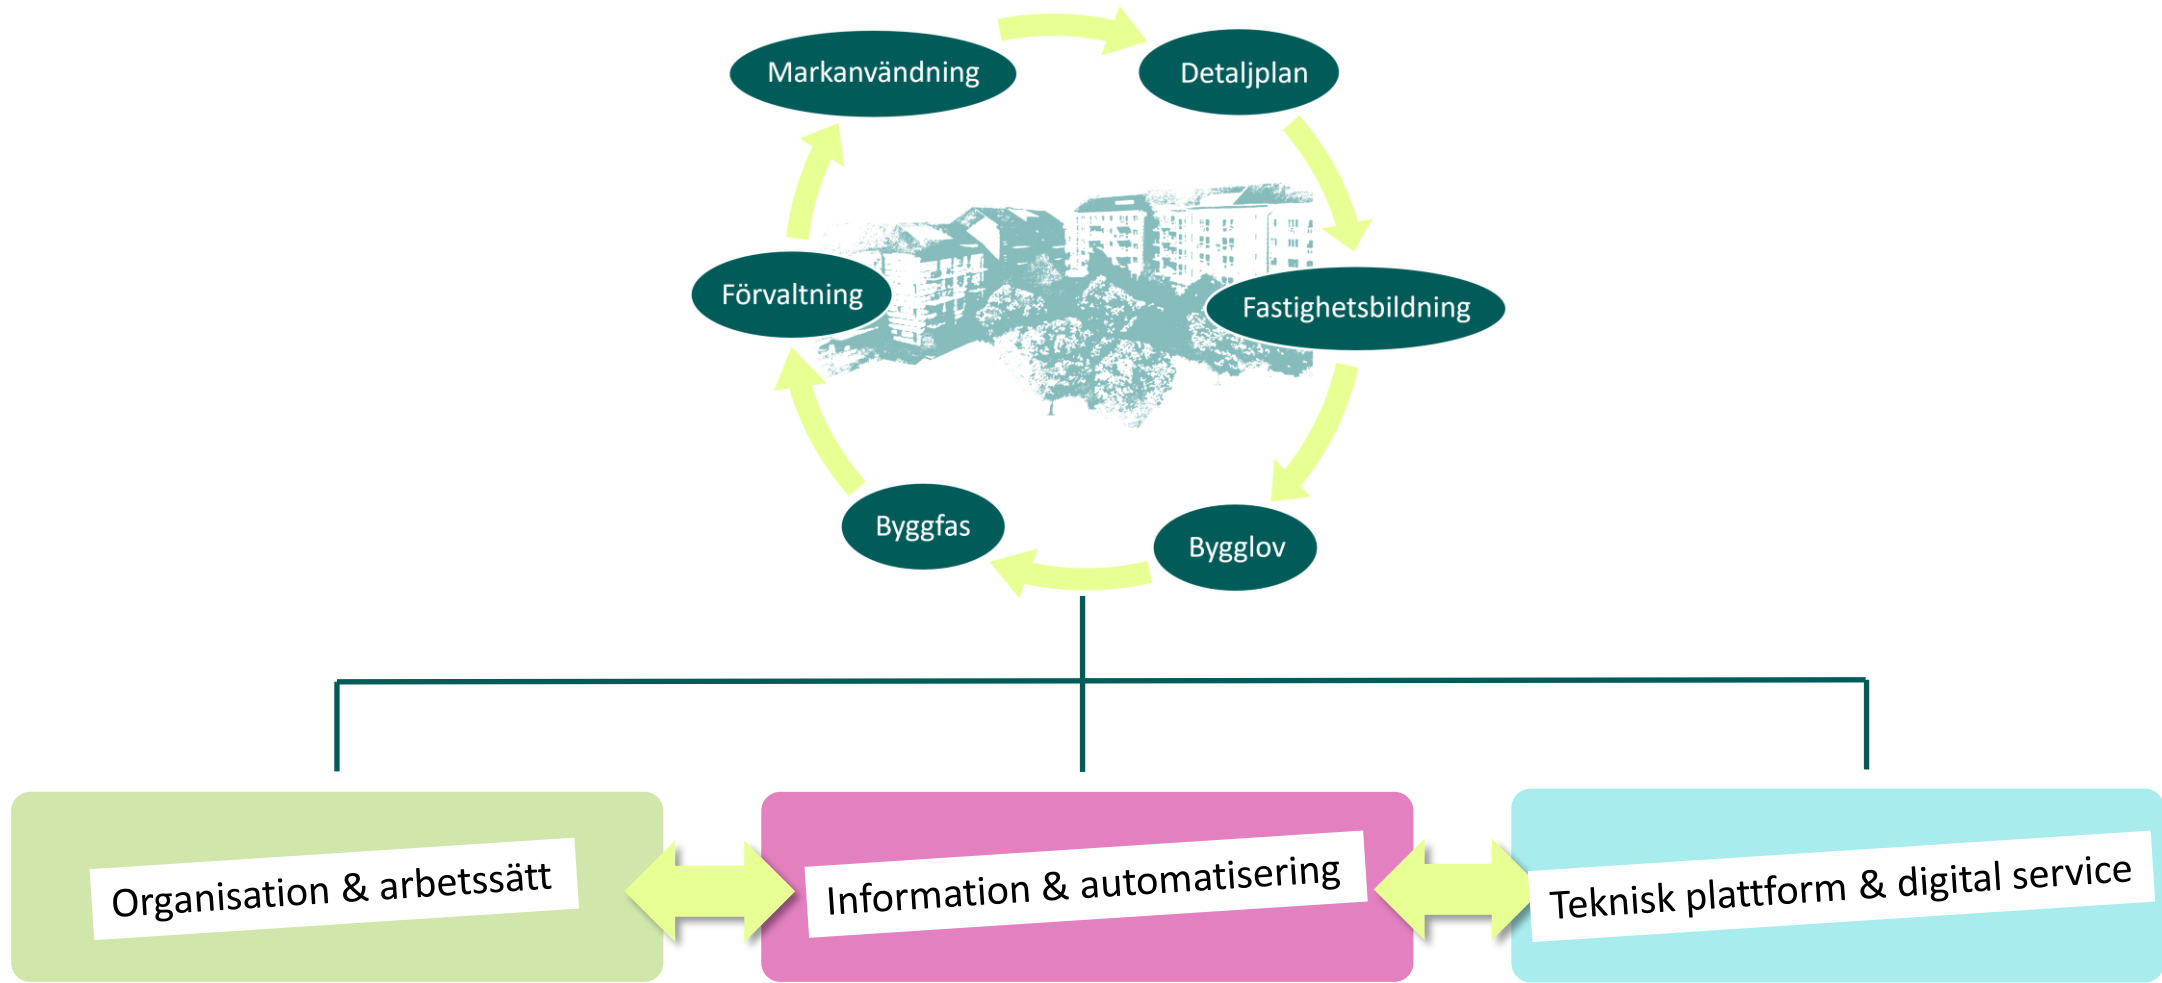 Markanvändning
Detaljplan
Förvaltning
Fastighetsbildning
Byggfas
Bygglov
Organisation & arbetssätt
Information & automatisering
Teknisk plattform & digital service